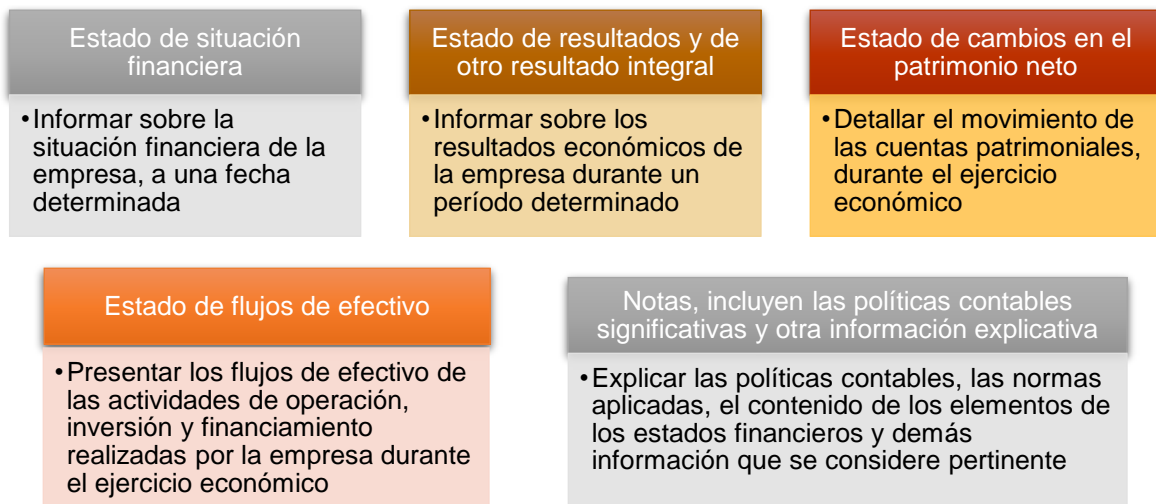 Estado de situación
financiera
•Informar sobre la
situación financiera de la
empresa, a una fecha
determinada
Estado de resultados y de
otro resultado integral
•Informar sobre los
resultados económicos de
la empresa durante un
período determinado
Estado de cambios en el
patrimonio neto
•Detallar el movimiento de
las cuentas patrimoniales,
durante el ejercicio
económico
Estado de flujos de efectivo
•Presentar los flujos de efectivo de
las actividades de operación,
inversión y financiamiento
realizadas por la empresa durante
el ejercicio económico
Notas, incluyen las políticas contables
significativas y otra información explicativa
•Explicar las políticas contables, las normas
aplicadas, el contenido de los elementos de
los estados financieros y demás
información que se considere pertinente